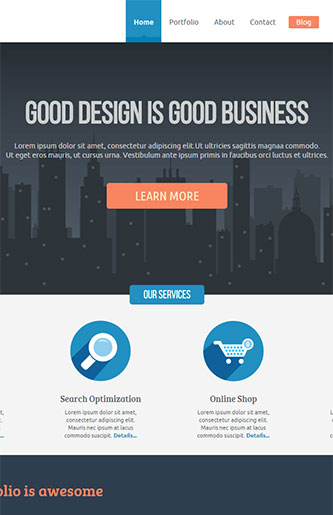 Home Portfolio About Contact Blog
GOOD DESIGN IS GOOD BUSINESS
Lorem ipsum dolor sit amet, consectetur adipiscing elit.Ut ultricies sagittis magnaa comodo.
Ut eget eros mauris, ut cursus urna. Vestibulum ante ipsum primis in faucibus orci luctus et ultrices.
LEARN MORE
OUR SERVICES
Search Optimization
Lorem ipsum dolor sit amet,
consectetur adipiscing elit.
Mauris nec lorem at lacus
commodo suscipit. Details...
Online Shop
Lorem ipsum dolor sit amet,
consectetur adipiscing elit.
Mauris nec lorem at lacus
commodo suscipit. Details...
olio is awesome